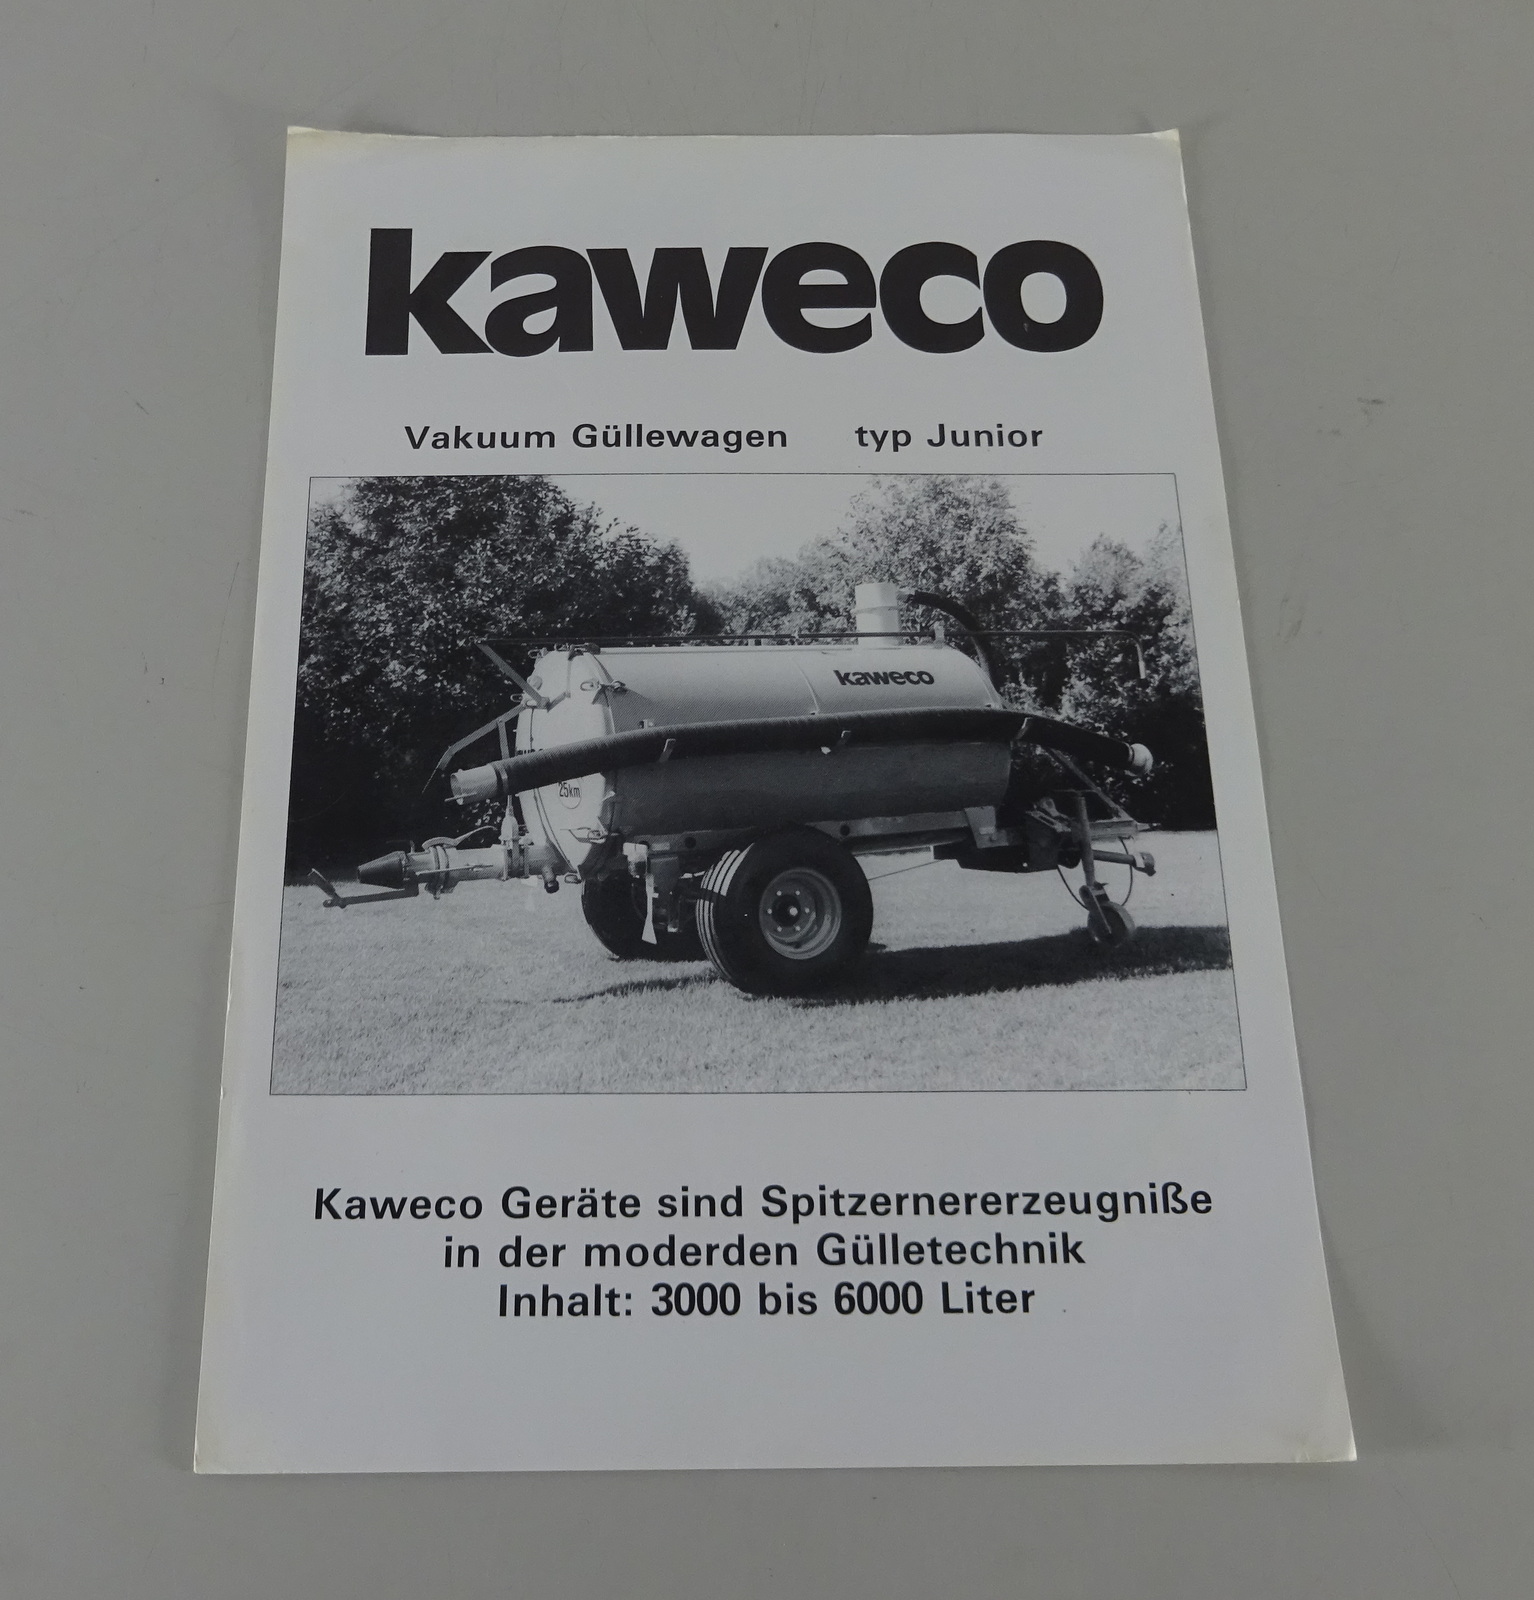 kaweco
Vakuum Güllewagen typ Junior
kaweco
25km
Kaweco Geräte sind Spitzernererzeugniße
in der moderden Gülletechnik
Inhalt: 3000 bis 6000 Liter